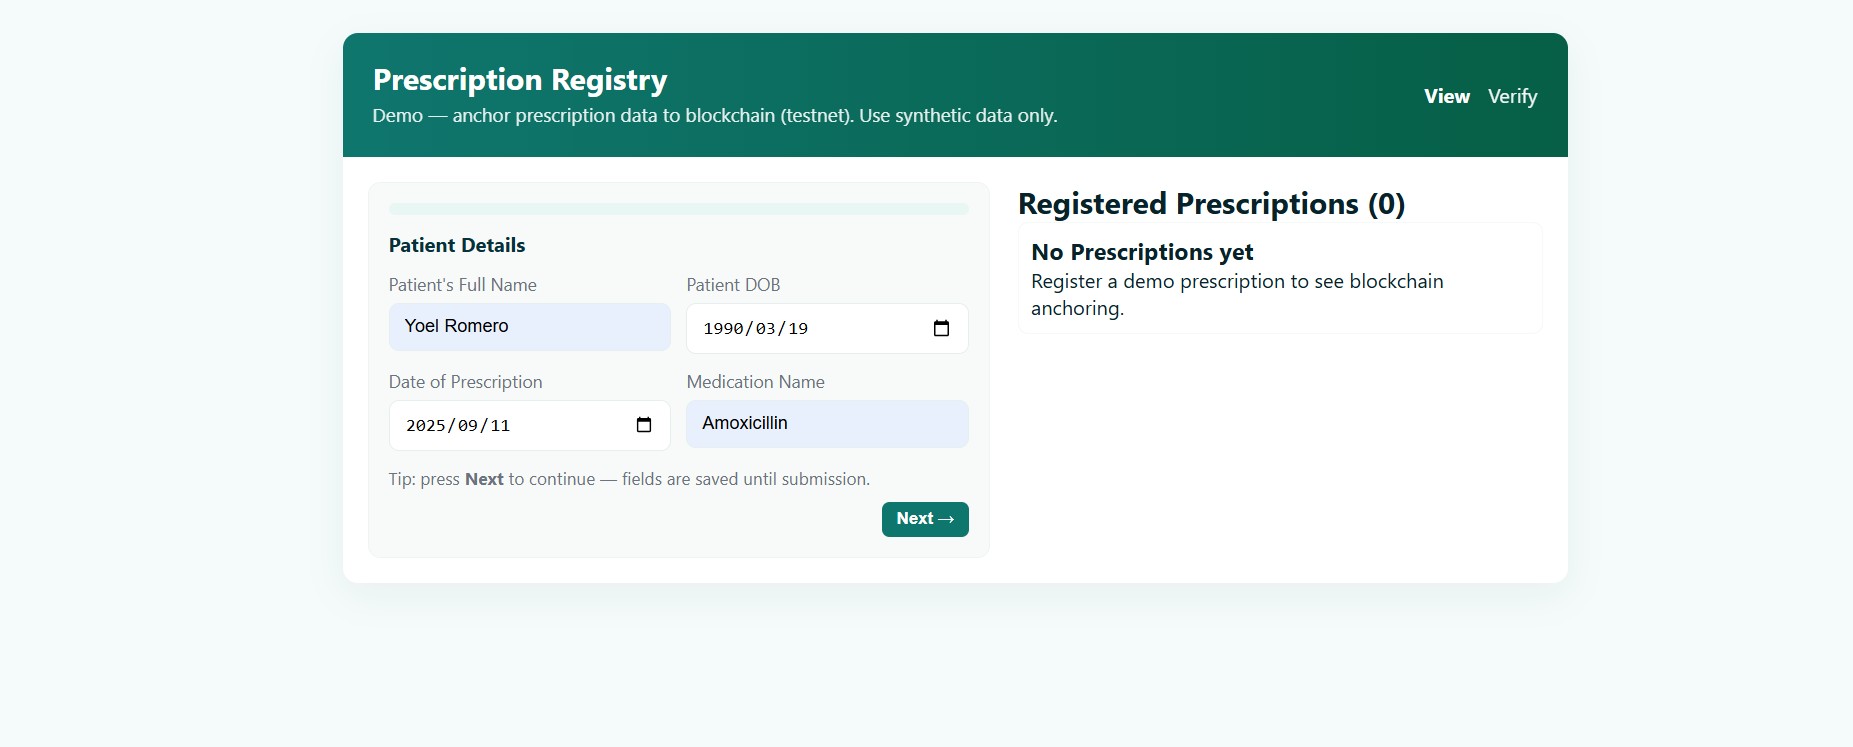 Prescription Registry
Demo — anchor prescription data to blockchain (testnet). Use synthetic data only.
View Verify
Patient Details
Patient's Full Name
Patient DOB
Yoel Romero
1990/03/19
Date of Prescription
Medication Name
2025/09/11
Amoxicillin
Tip: press Next to continue — fields are saved until submission.
Next →
Registered Prescriptions (0)
No Prescriptions yet
Register a demo prescription to see blockchain
anchoring.